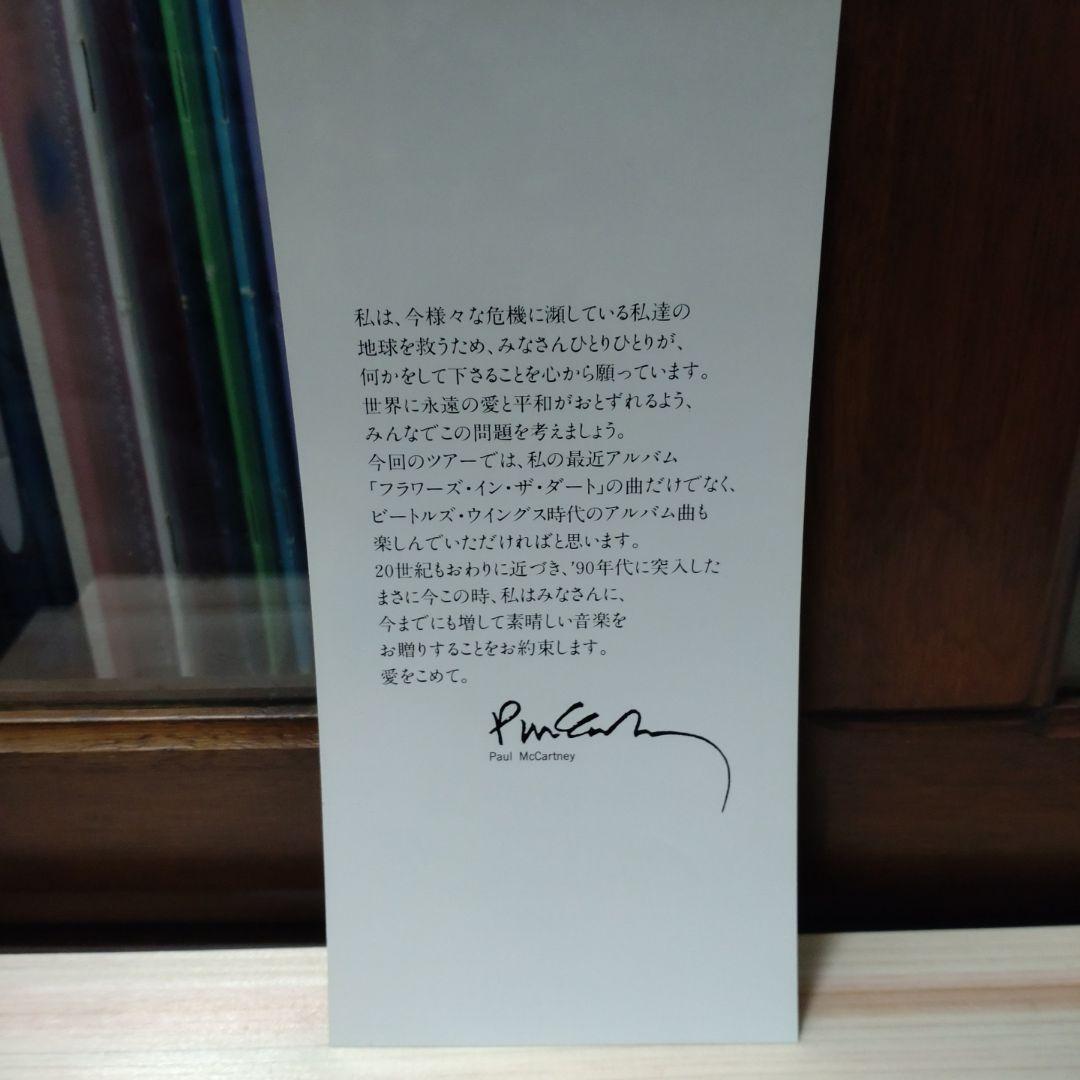 私は、今様々な危機に瀕している私達の
地球を救うため、みなさんひとりひとりが、
何かをして下さることを心から願っています。
世界に永遠の愛と平和がおとずれるよう、
みんなでこの問題を考えましょう。
今回のツアーでは、私の最近アルバム
「フラワーズ・イン・ザ・ダート」の曲だけでなく、
ビートルズ・ウイングス時代のアルバム曲も
楽しんでいただければと思います。
20世紀もおわりに近づき、'90年代に突入した
まさに今この時、私はみなさんに、
今までにも増して素晴しい音楽を
お贈りすることをお約束します。
愛をこめて。
Paul McCartney